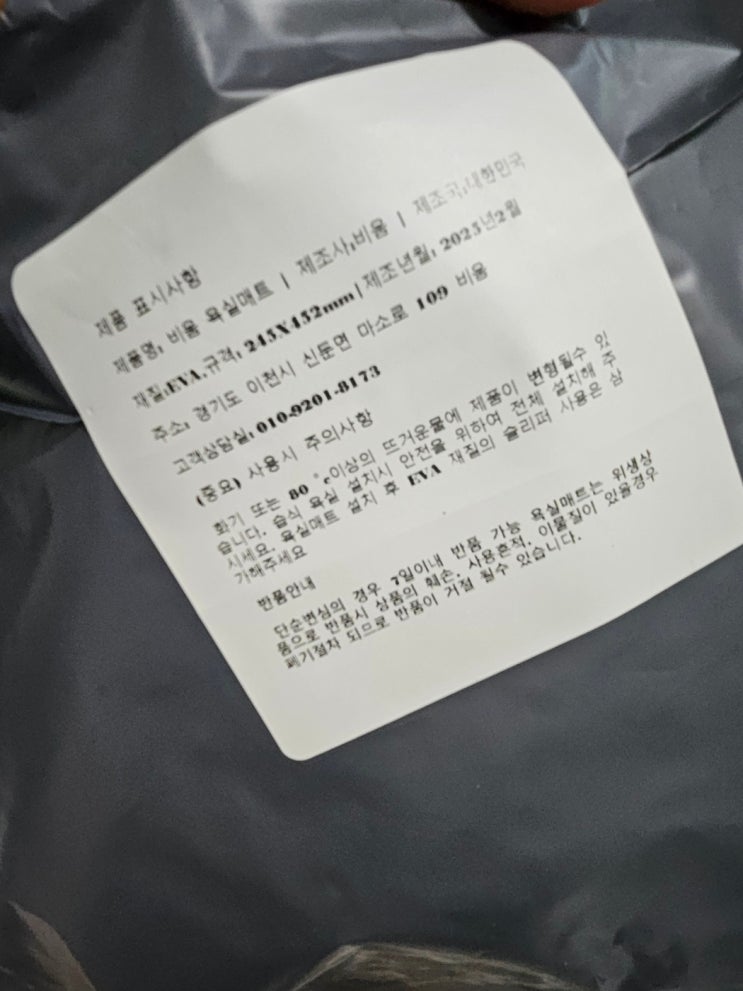 제품 표시사항
제품명: 비움 욕실매트 | 제조사:비움 | 제조국:대한민국
재질:EVA.규격: 245X452mm | 제조년월: 2025년2월
주소: 경기도 이천시 신둔면 마소로 109 비움
고객상담실: 010-9201-8173
(중요) 사용시 주의사항
화기 또는 80 °c이상의 뜨거운물에 제품이 변형될수 있
습니다. 습식 욕실 설치시 안전을 위하여 전체 설치해 주
시세요. 욕실매트 설치 후 EVA 재질의 슬리퍼 사용은 삼
가해주세요
반품안내
단순변심의 경우 7일이내 반품 가능 욕실매트는 위생상
품으로 반품시 상품의 훼손. 사용흔적. 이물질이 있을경우
폐기절차 되므로 반품이 거절 될수 있습니다.